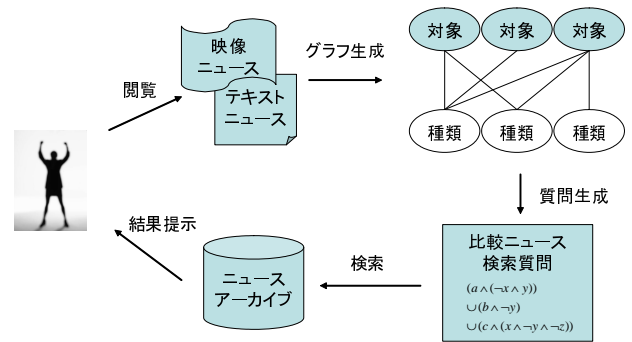 映像
ニュース
テキスト
ニュース
閲覧
グラフ生成
対象
対象
対象
種類
種類
種類
質問生成
比較ニュース
検索質問
(a∧(¬x∧y))
∪(b∧¬y)
∪(c∧(x∧¬y∧¬z))
検索
ニュース
アーカイブ
結果提示